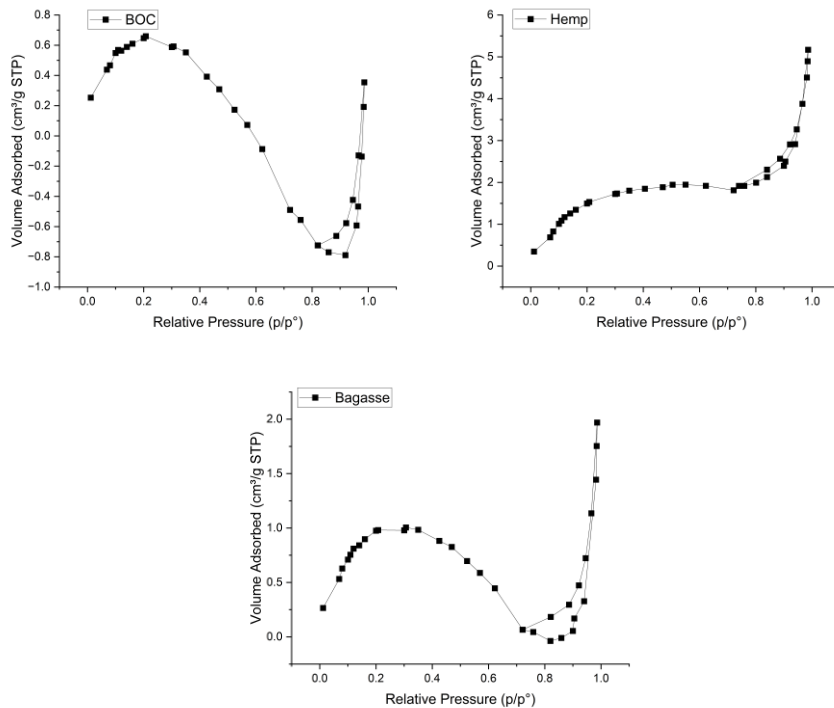 BOC
Volume Adsorbed (cm³/g STP)
0.8
0.6
0.4
0.2
0.0
−0.2
−0.4
−0.6
−0.8
−1.0
0.0 0.2 0.4 0.6 0.8 1.0
Relative Pressure (p/p°)
Hemp
Volume Adsorbed (cm³/g STP)
6
5
4
3
2
1
0
0.0 0.2 0.4 0.6 0.8 1.0
Relative Pressure (p/p°)
Bagasse
Volume Adsorbed (cm³/g STP)
2.0
1.5
1.0
0.5
0.0
0.0 0.2 0.4 0.6 0.8 1.0
Relative Pressure (p/p°)